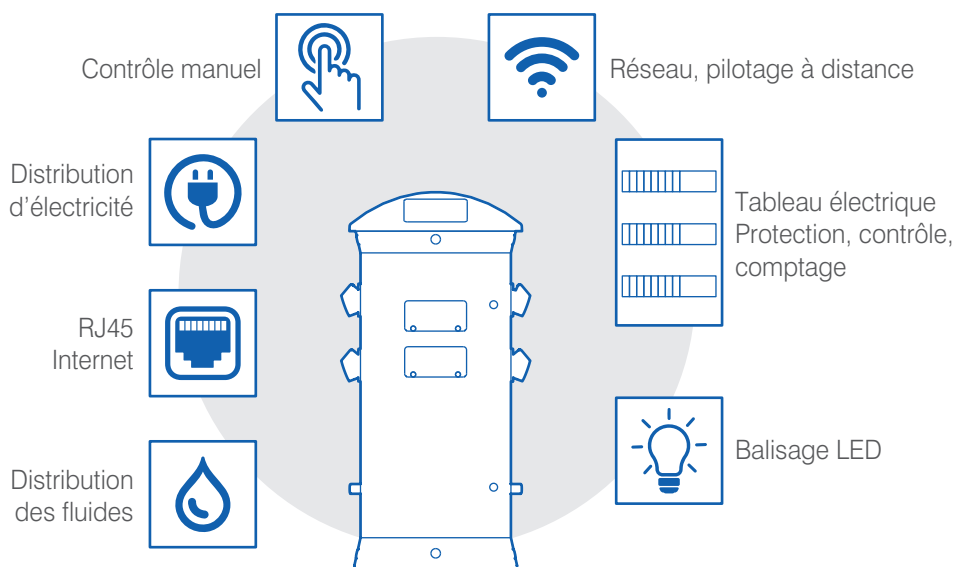 Contrôle manuel
Réseau, pilotage à distance
Distribution
d’électricité
Tableau électrique
Protection, contrôle,
comptage
RJ45
Internet
Balisage LED
Distribution
des fluides